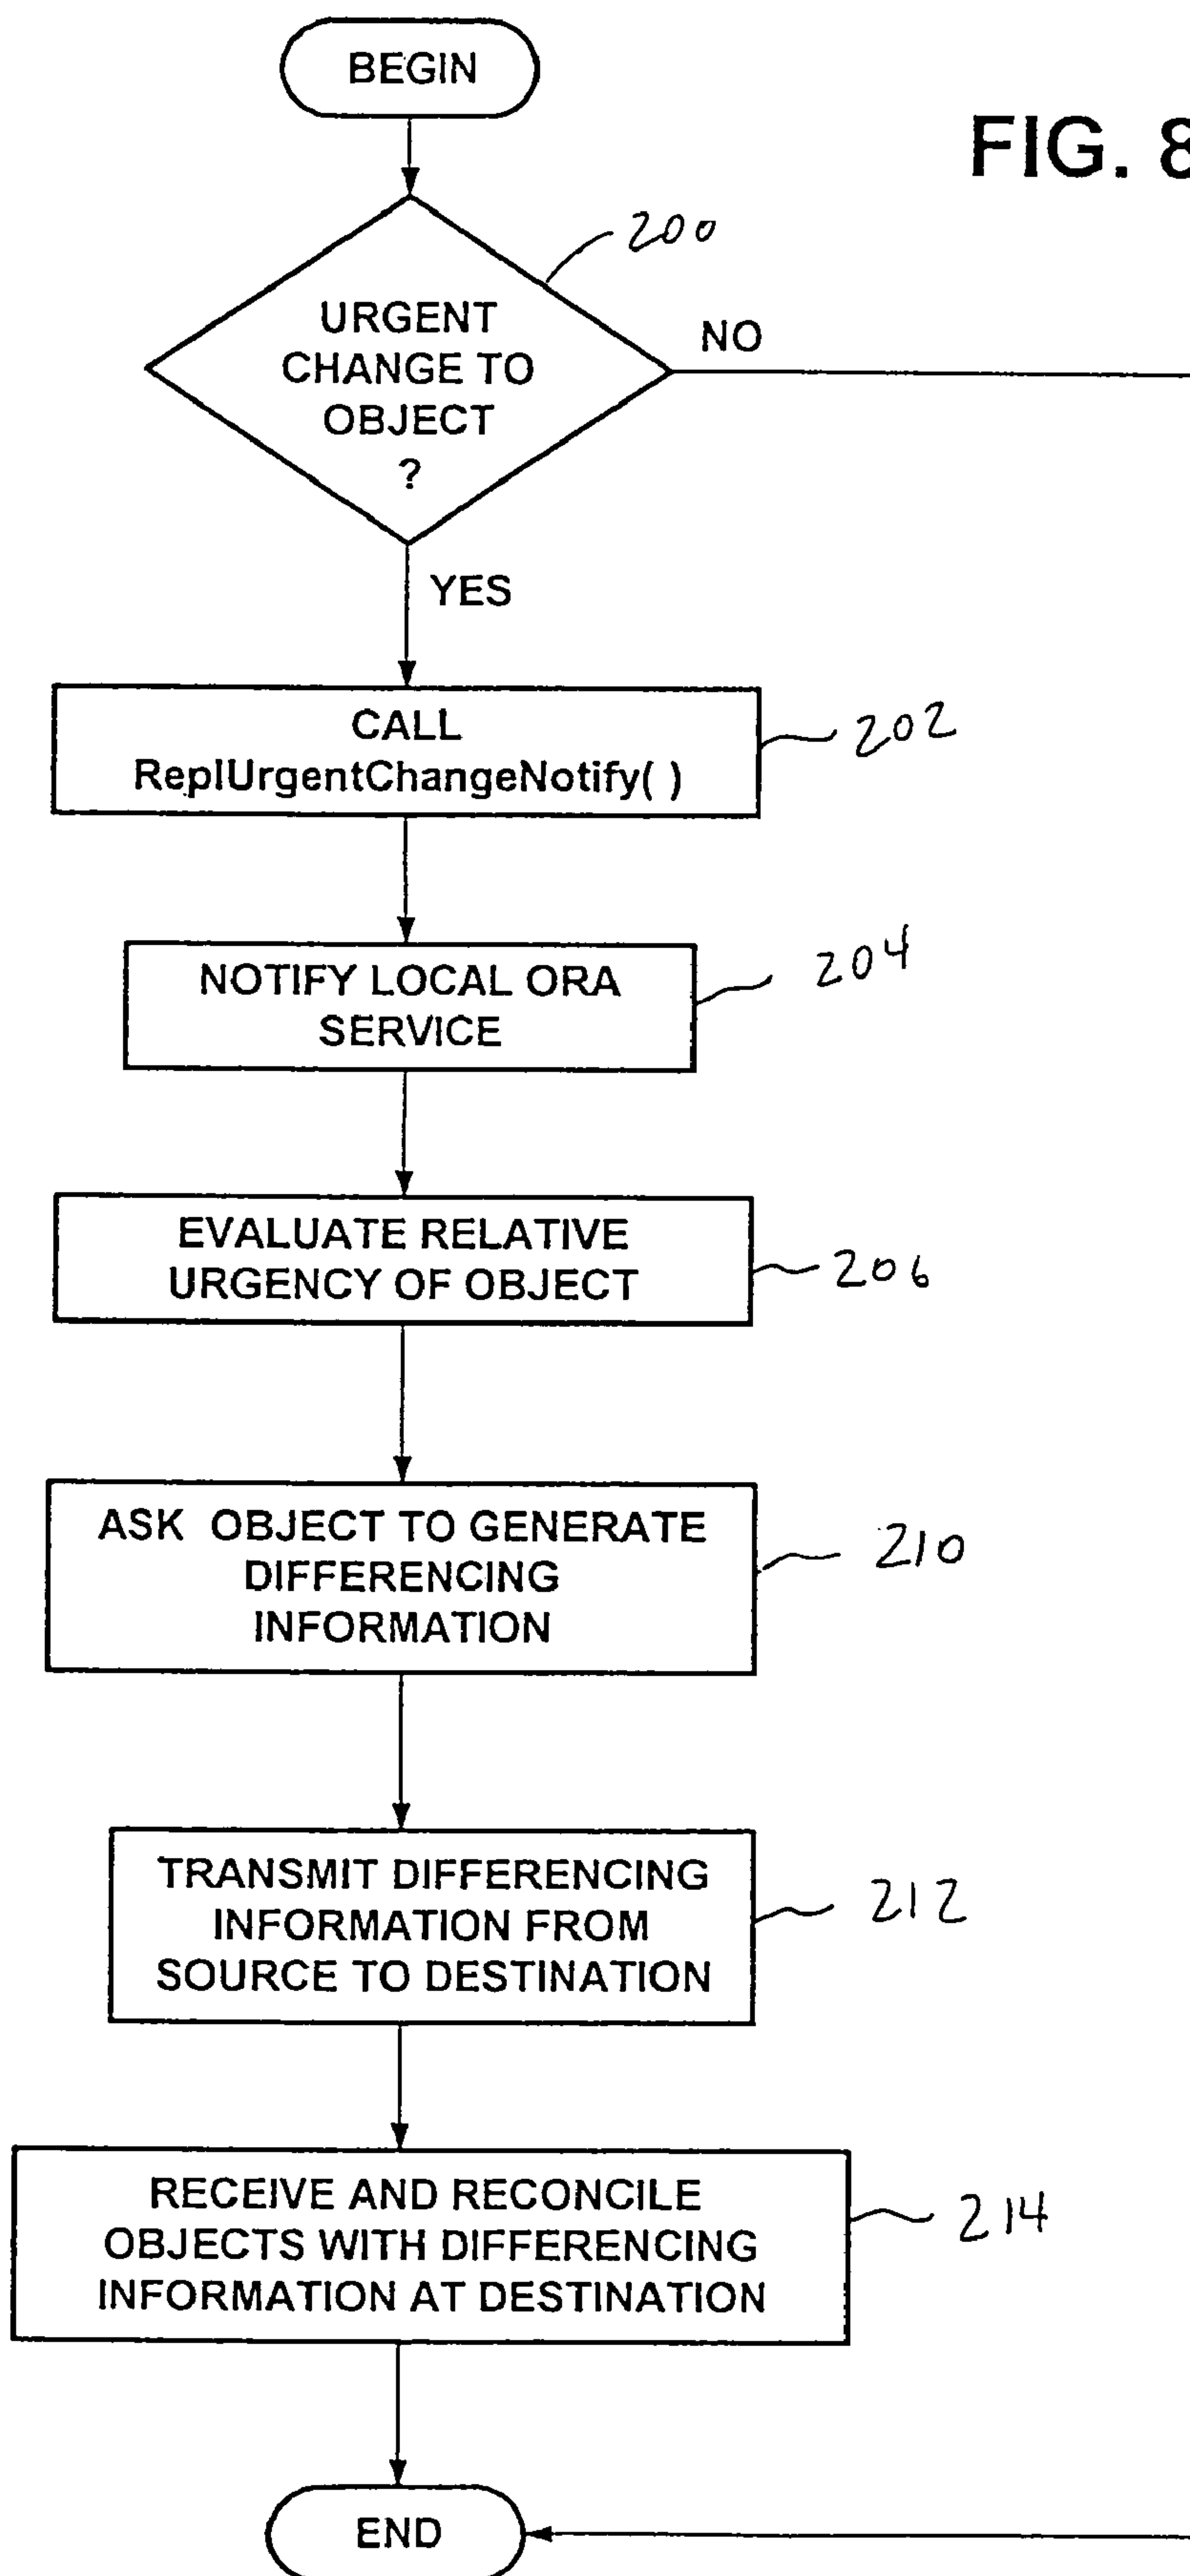 BEGIN
FIG. 8
200
URGENT
CHANGE TO
OBJECT
?
NO
YES
CALL
ReplUrgentChangeNotify( )
202
NOTIFY LOCAL ORA
SERVICE
204
EVALUATE RELATIVE
URGENCY OF OBJECT
206
ASK OBJECT TO GENERATE
DIFFERENCING
INFORMATION
210
TRANSMIT DIFFERENCING
INFORMATION FROM
SOURCE TO DESTINATION
212
RECEIVE AND RECONCILE
OBJECTS WITH DIFFERENCING
INFORMATION AT DESTINATION
214
END